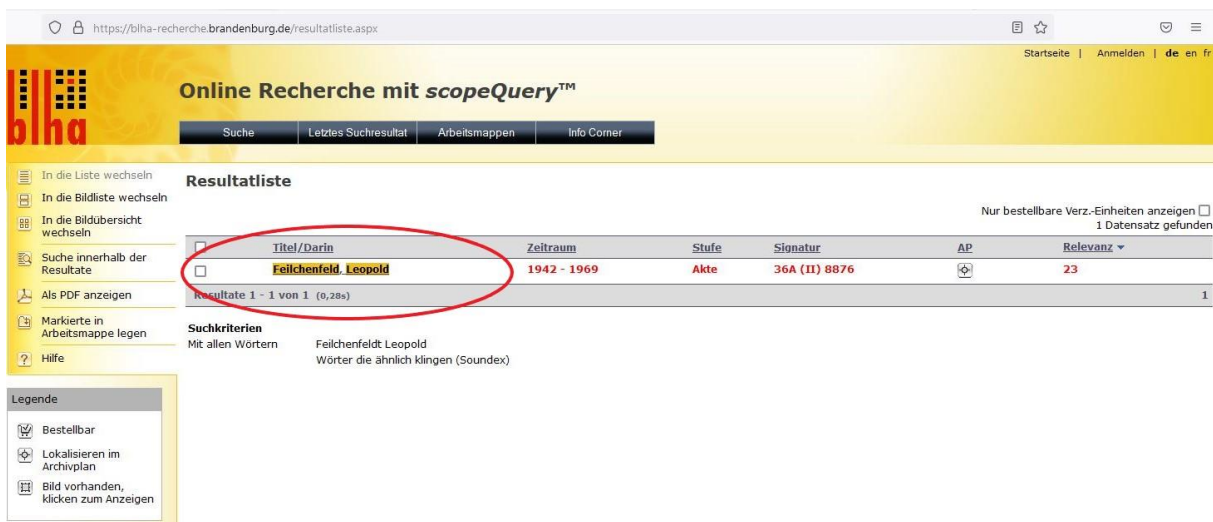 https://blha-recherche.brandenburg.de/resultatliste.aspx
Startseite | Anmelden | de en fr
blha
Online Recherche mit scopeQuery™
Suche Letztes Suchresultat Arbeitsmappen Info Corner
In die Liste wechseln
In die Bildliste wechseln
In die Bildübersicht
wechseln
Suche innerhalb der
Resultate
Als PDF anzeigen
Markierte in
Arbeitsmappe legen
Hilfe
Legende
Bestellbar
Lokalisieren im
Archivplan
Bild vorhanden,
klicken zum Anzeigen
Resultatliste
Nur bestellbare Verz.-Einheiten anzeigen
1 Datensatz gefunden
Titel/Darin Zeitraum Stufe Signatur AP Relevanz
Feilchenfeld, Leopold 1942 - 1969 Akte 36A (II) 8876 23
Resultate 1 - 1 von 1 (0,28s) 1
Suchkriterien
Mit allen Wörtern Feilchenfeldt Leopold
Wörter die ähnlich klingen (Soundex)